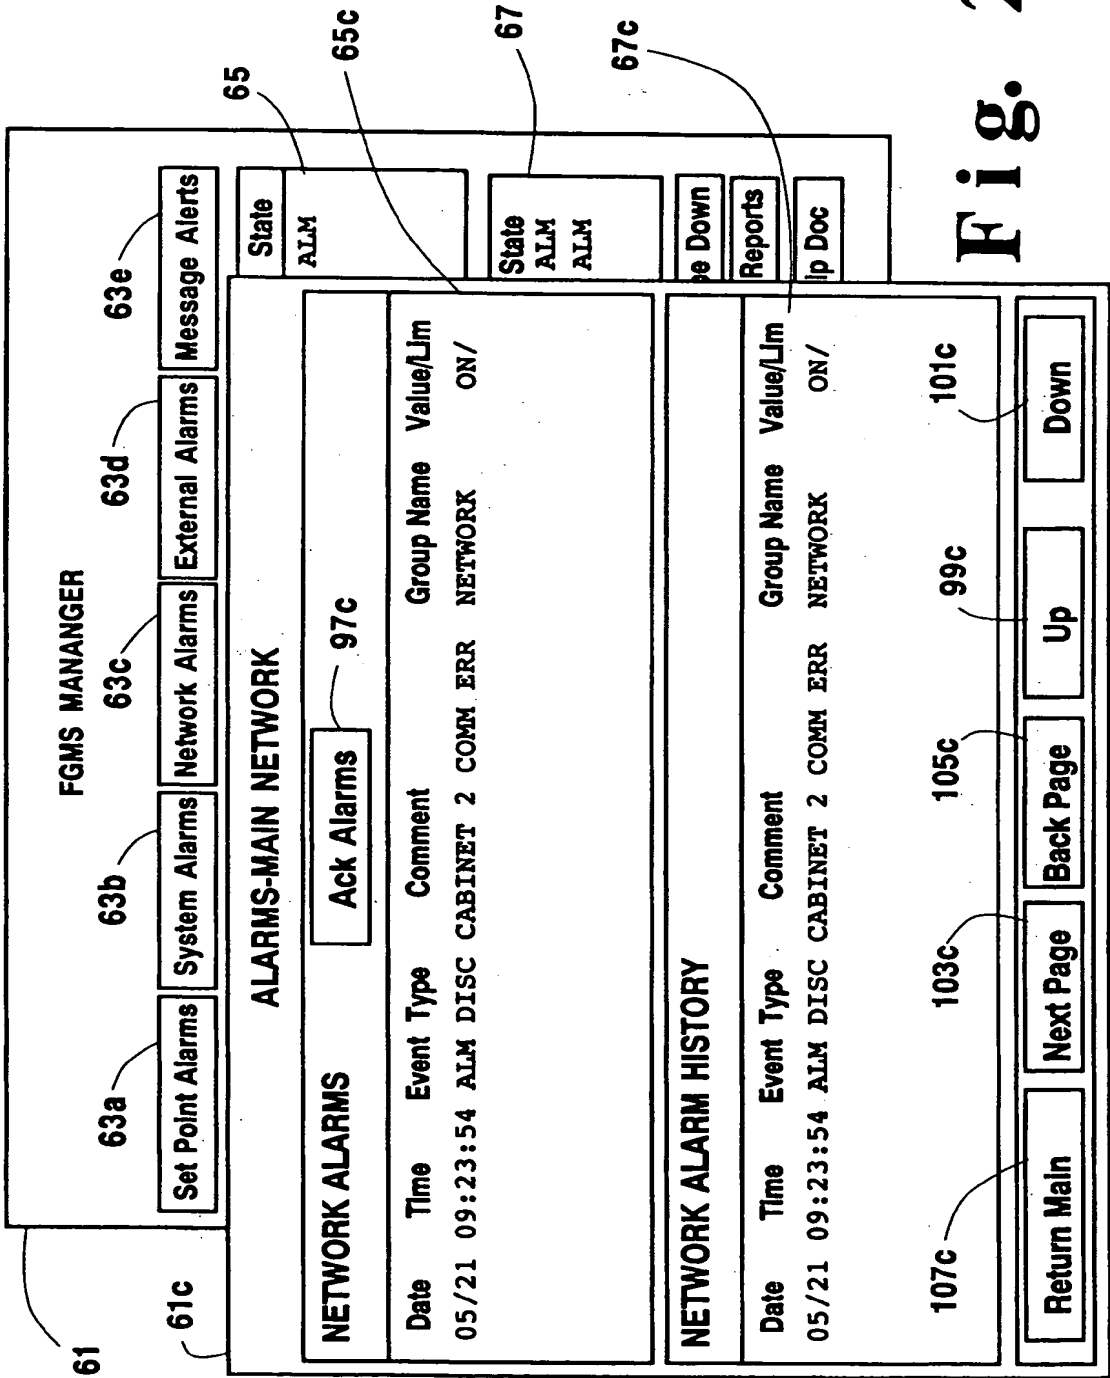 61
FGMS MANANGER
63a
63b
63c
63d
63e
Set Point Alarms
System Alarms
Network Alarms
External Alarms
Message Alerts
61c
ALARMS-MAIN NETWORK
State
65
ALM
NETWORK ALARMS
Ack Alarms
97c
65c
Date Time Event Type Comment Group Name Value/Lim
05/21 09:23:54 ALM DISC CABINET 2 COMM ERR NETWORK ON/
State
67
ALM
ALM
NETWORK ALARM HISTORY
Down
67c
Date Time Event Type Comment Group Name Value/Lim
Reports
05/21 09:23:54 ALM DISC CABINET 2 COMM ERR NETWORK ON/
Doc
107c
103c
105c
99c
101c
Return Main
Next Page
Back Page
Up
Down
Fig.